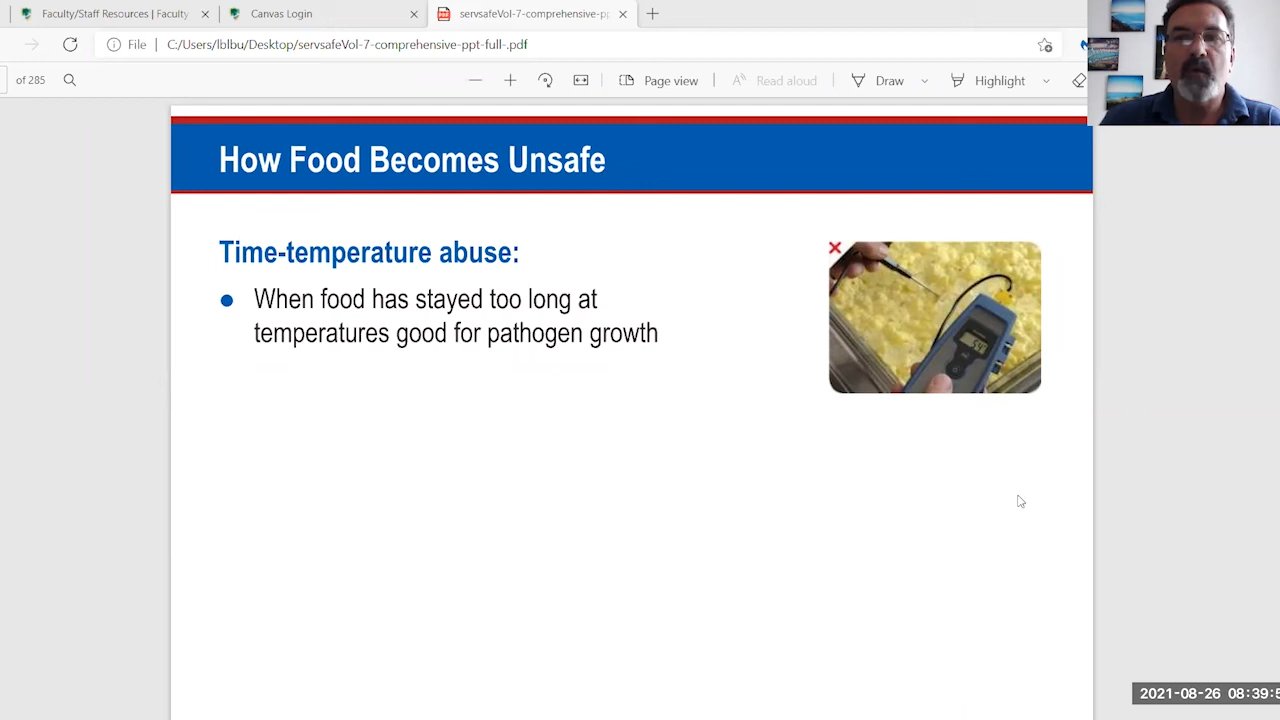 Faculty/Staff Resources | Faculty
Canvas Login
servsafeVol-7-comprehensive-pp
File
C:/Users/lblbu/Desktop/servsafeVol-7-comprehensive-ppt-full-.pdf
of 285
Page view
Read aloud
Draw
Highlight
How Food Becomes Unsafe
Time-temperature abuse:
When food has stayed too long at
temperatures good for pathogen growth
2021-08-26 08:39:5